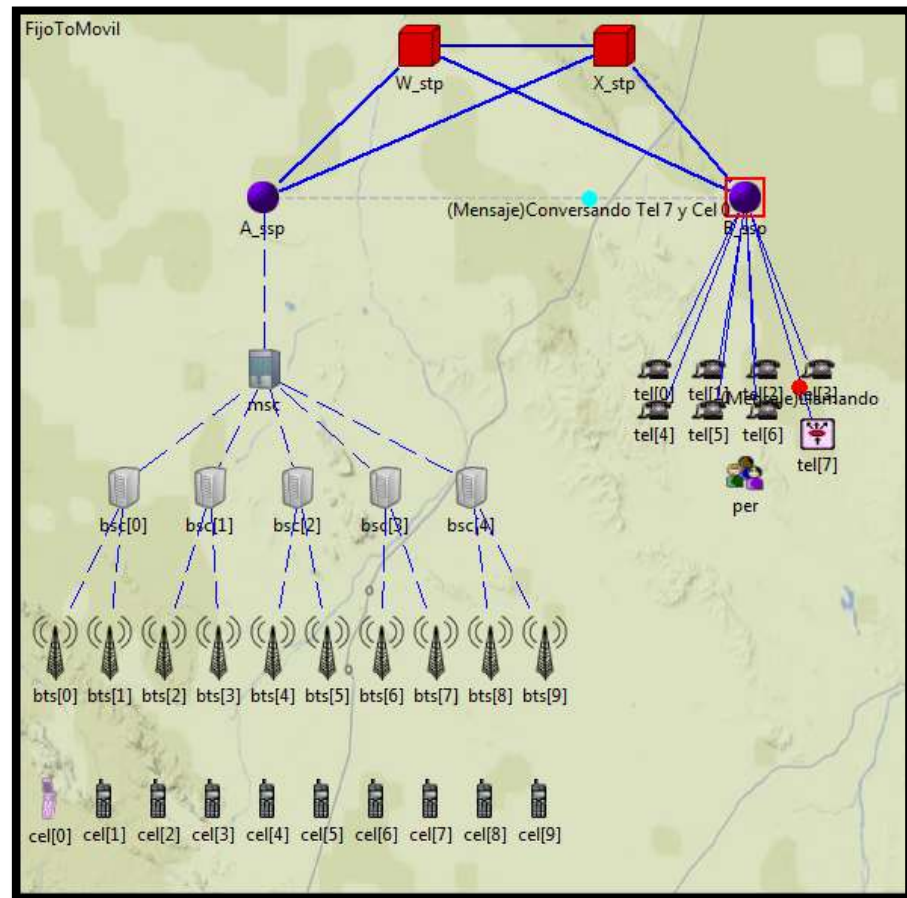 FijoToMovil
W_stp X_stp
(Mensaje)Conversando Tel 7 y Cel 0
A_ssp B_ssp
msc
tel[0] tel[1] tel[2] tel[3]
(Mensaje)Llamando
tel[4] tel[5] tel[6]
tel[7]
per
bsc[0] bsc[1] bsc[2] bsc[3] bsc[4]
bts[0] bts[1] bts[2] bts[3] bts[4] bts[5] bts[6] bts[7] bts[8] bts[9]
cel[0] cel[1] cel[2] cel[3] cel[4] cel[5] cel[6] cel[7] cel[8] cel[9]